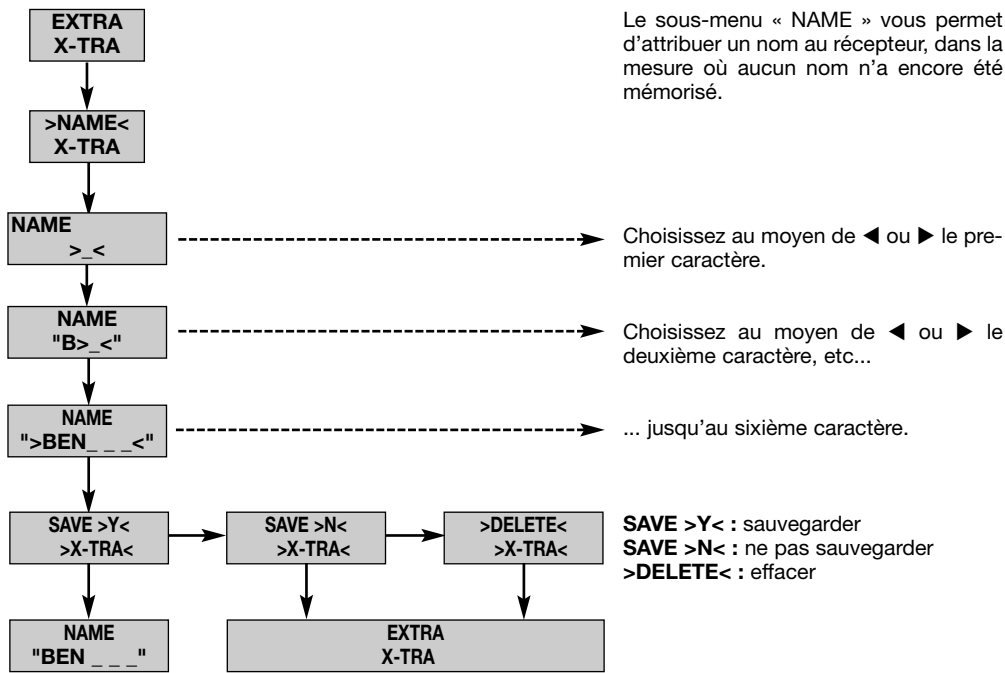 EXTRA
X-TRA
Le sous-menu « NAME » vous permet
d'attribuer un nom au récepteur, dans la
mesure où aucun nom n'a encore été
mémorisé.
>NAME<
X-TRA
NAME
>_<
Choisissez au moyen de ◀ ou ▶ le pre-
mier caractère.
NAME
"B>_<"
Choisissez au moyen de ◀ ou ▶ le
deuxième caractère, etc...
NAME
">BEN_ _ _<"
... jusqu'au sixième caractère.
SAVE >Y<
>X-TRA<
SAVE >N<
>X-TRA<
>DELETE<
>X-TRA<
SAVE >Y< : sauvegarder
SAVE >N< : ne pas sauvegarder
>DELETE< : effacer
NAME
"BEN _ _ _"
EXTRA
X-TRA